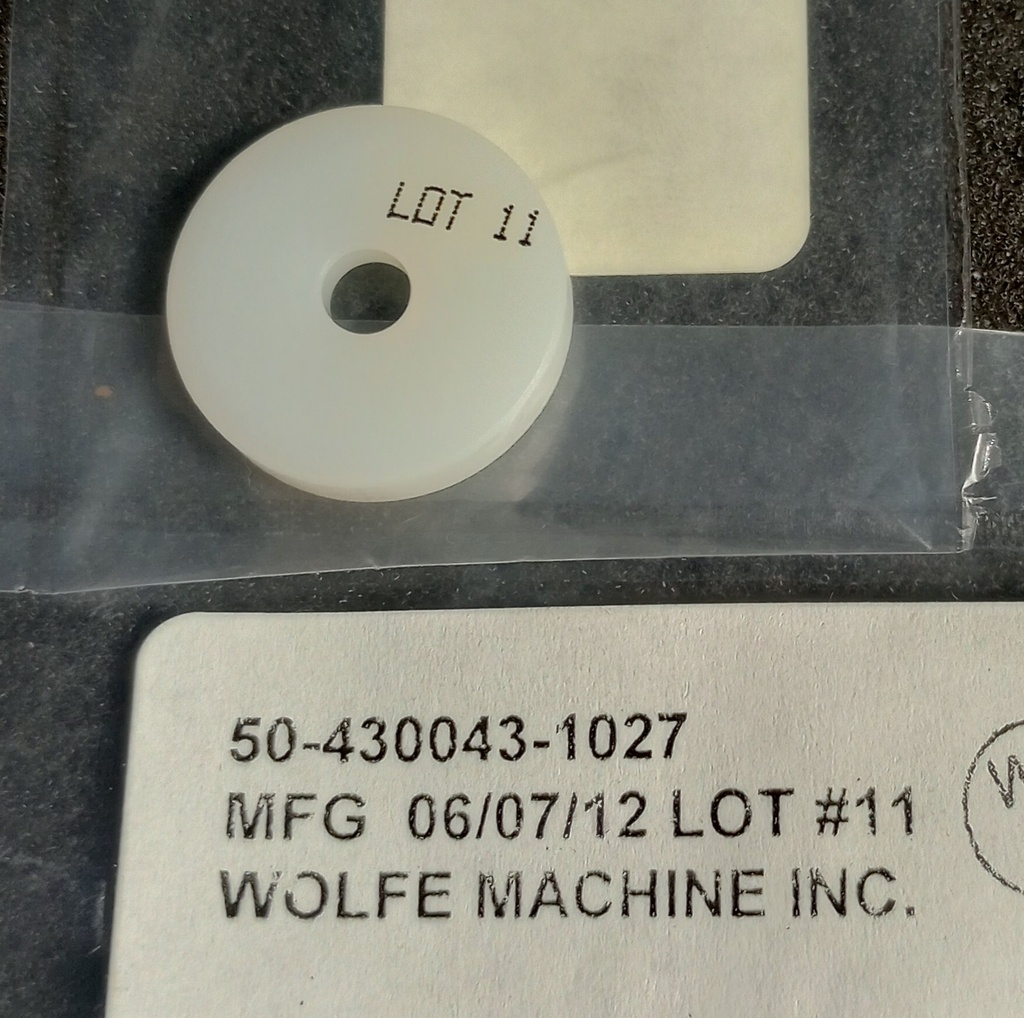 LOT 11
50-430043-1027
MFG 06/07/12 LOT #11
WOLFE MACHINE INC.
W